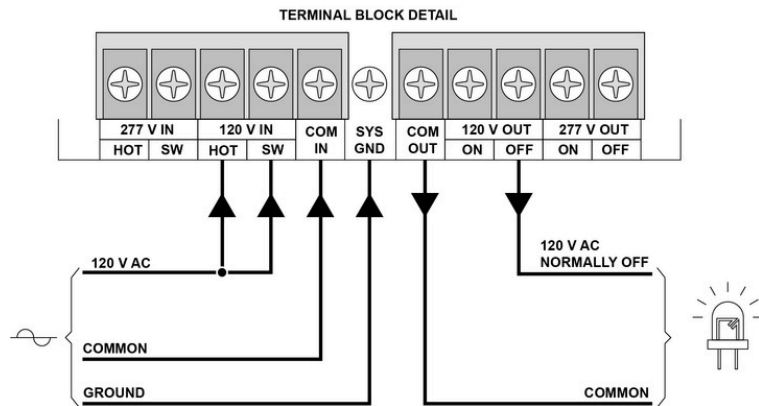 TERMINAL BLOCK DETAIL
277 V IN
120 V IN
COM
IN
SYS
GND
COM
OUT
120 V OUT
277 V OUT
HOT
SW
HOT
SW
ON
OFF
ON
OFF
120 V AC
120 V AC
NORMALLY OFF
COMMON
GROUND
COMMON